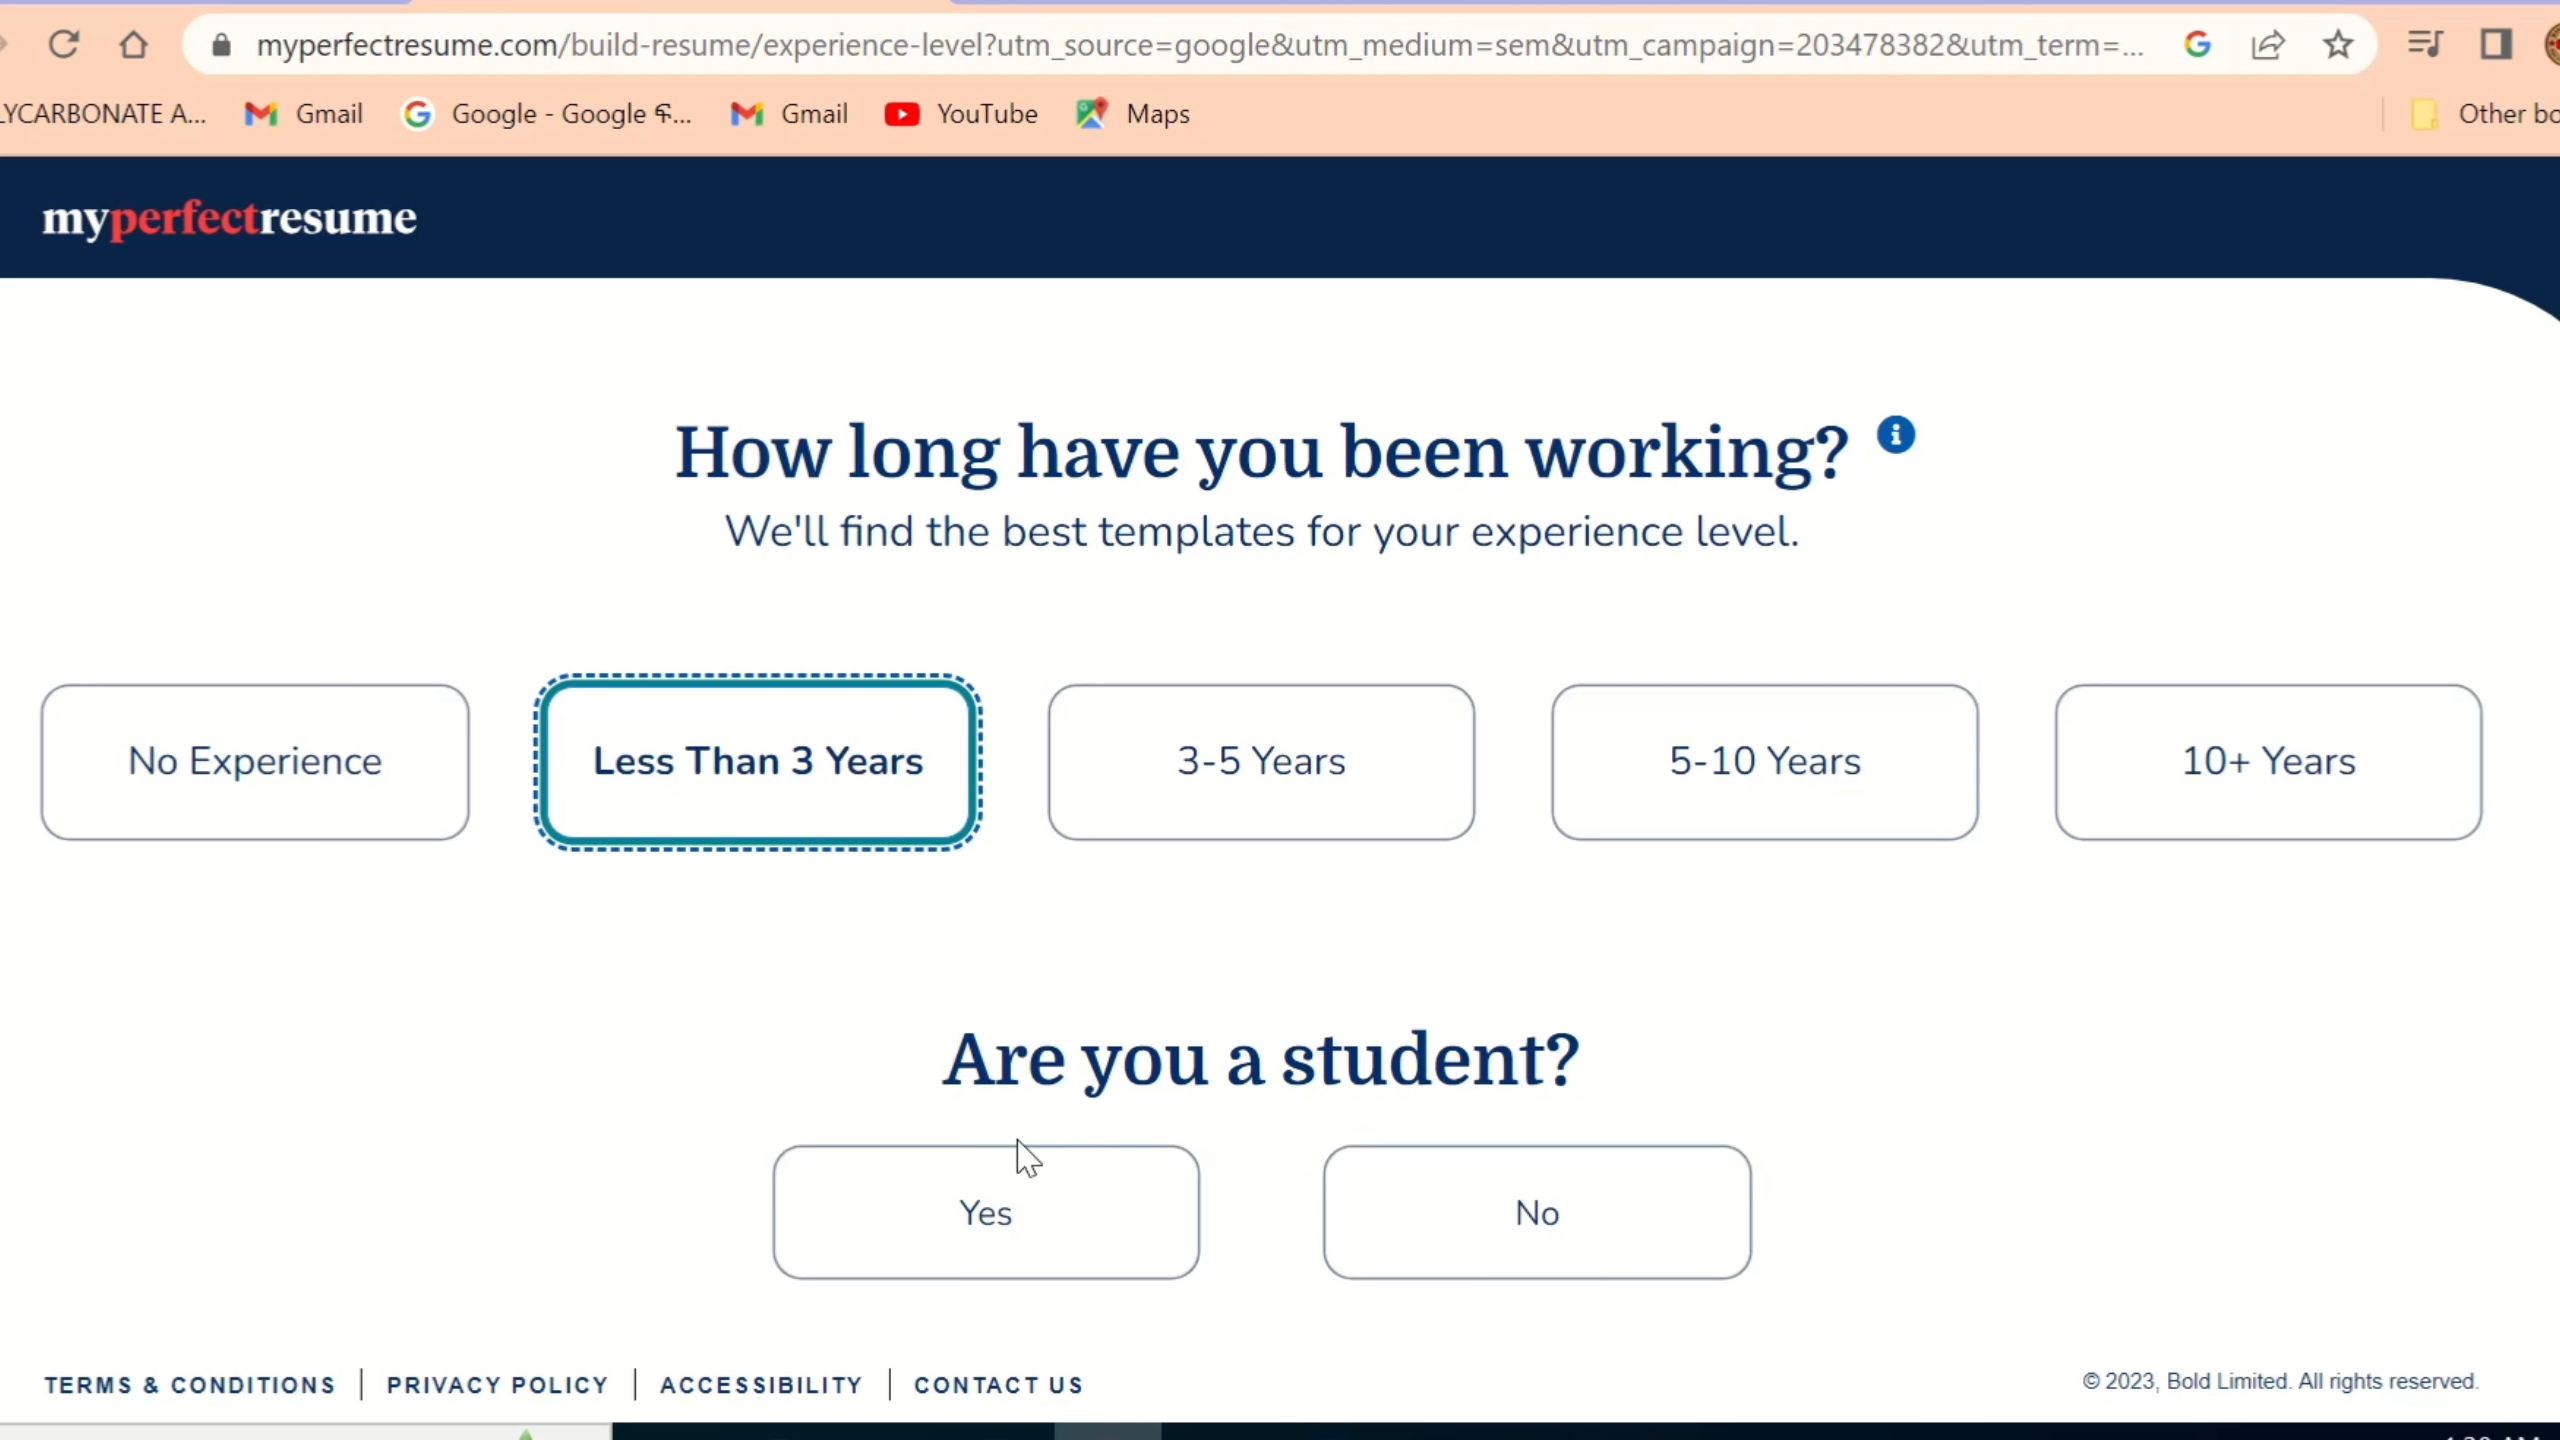 myperfectresume.com/build-resume/experience-level?utm_source=google&utm_medium=sem&utm_campaign=203478382&utm_term=...
LYCARBONATE A... Gmail Google - Google ፍ... Gmail YouTube Maps Other bo
myperfectresume
How long have you been working?
We'll find the best templates for your experience level.
No Experience Less Than 3 Years 3-5 Years 5-10 Years 10+ Years
Are you a student?
Yes No
TERMS & CONDITIONS PRIVACY POLICY ACCESSIBILITY CONTACT US © 2023, Bold Limited. All rights reserved.